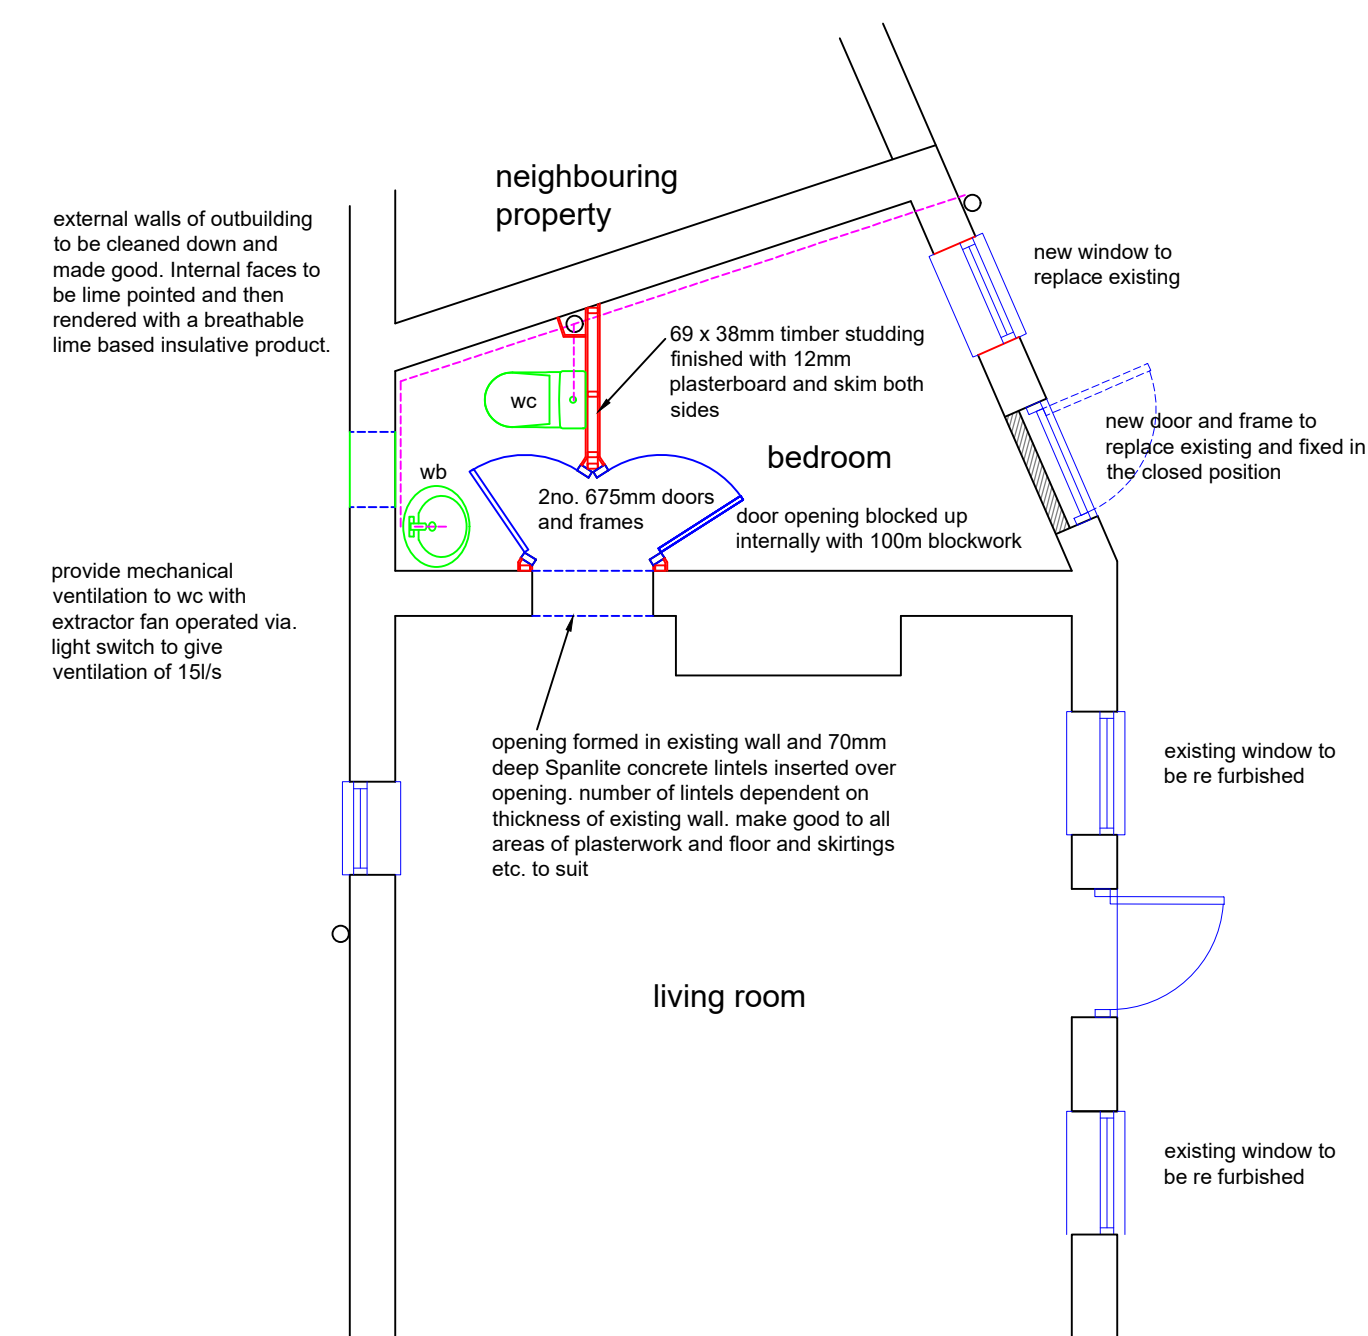 neighbouring
property
external walls of outbuilding
to be cleaned down and
made good. Internal faces to
be lime pointed and then
rendered with a breathable
lime based insulative product.
new window to
replace existing
69 x 38mm timber studding
finished with 12mm
plasterboard and skim both
sides
wc
new door and frame to
replace existing and fixed in
the closed position
bedroom
wb
2no. 675mm doors
and frames
door opening blocked up
internally with 100m blockwork
provide mechanical
ventilation to wc with
extractor fan operated via.
light switch to give
ventilation of 15l/s
opening formed in existing wall and 70mm
deep Spanlite concrete lintels inserted over
opening. number of lintels dependent on
thickness of existing wall. make good to all
areas of plasterwork and floor and skirtings
etc. to suit
existing window to
be re furbished
living room
existing window to
be re furbished